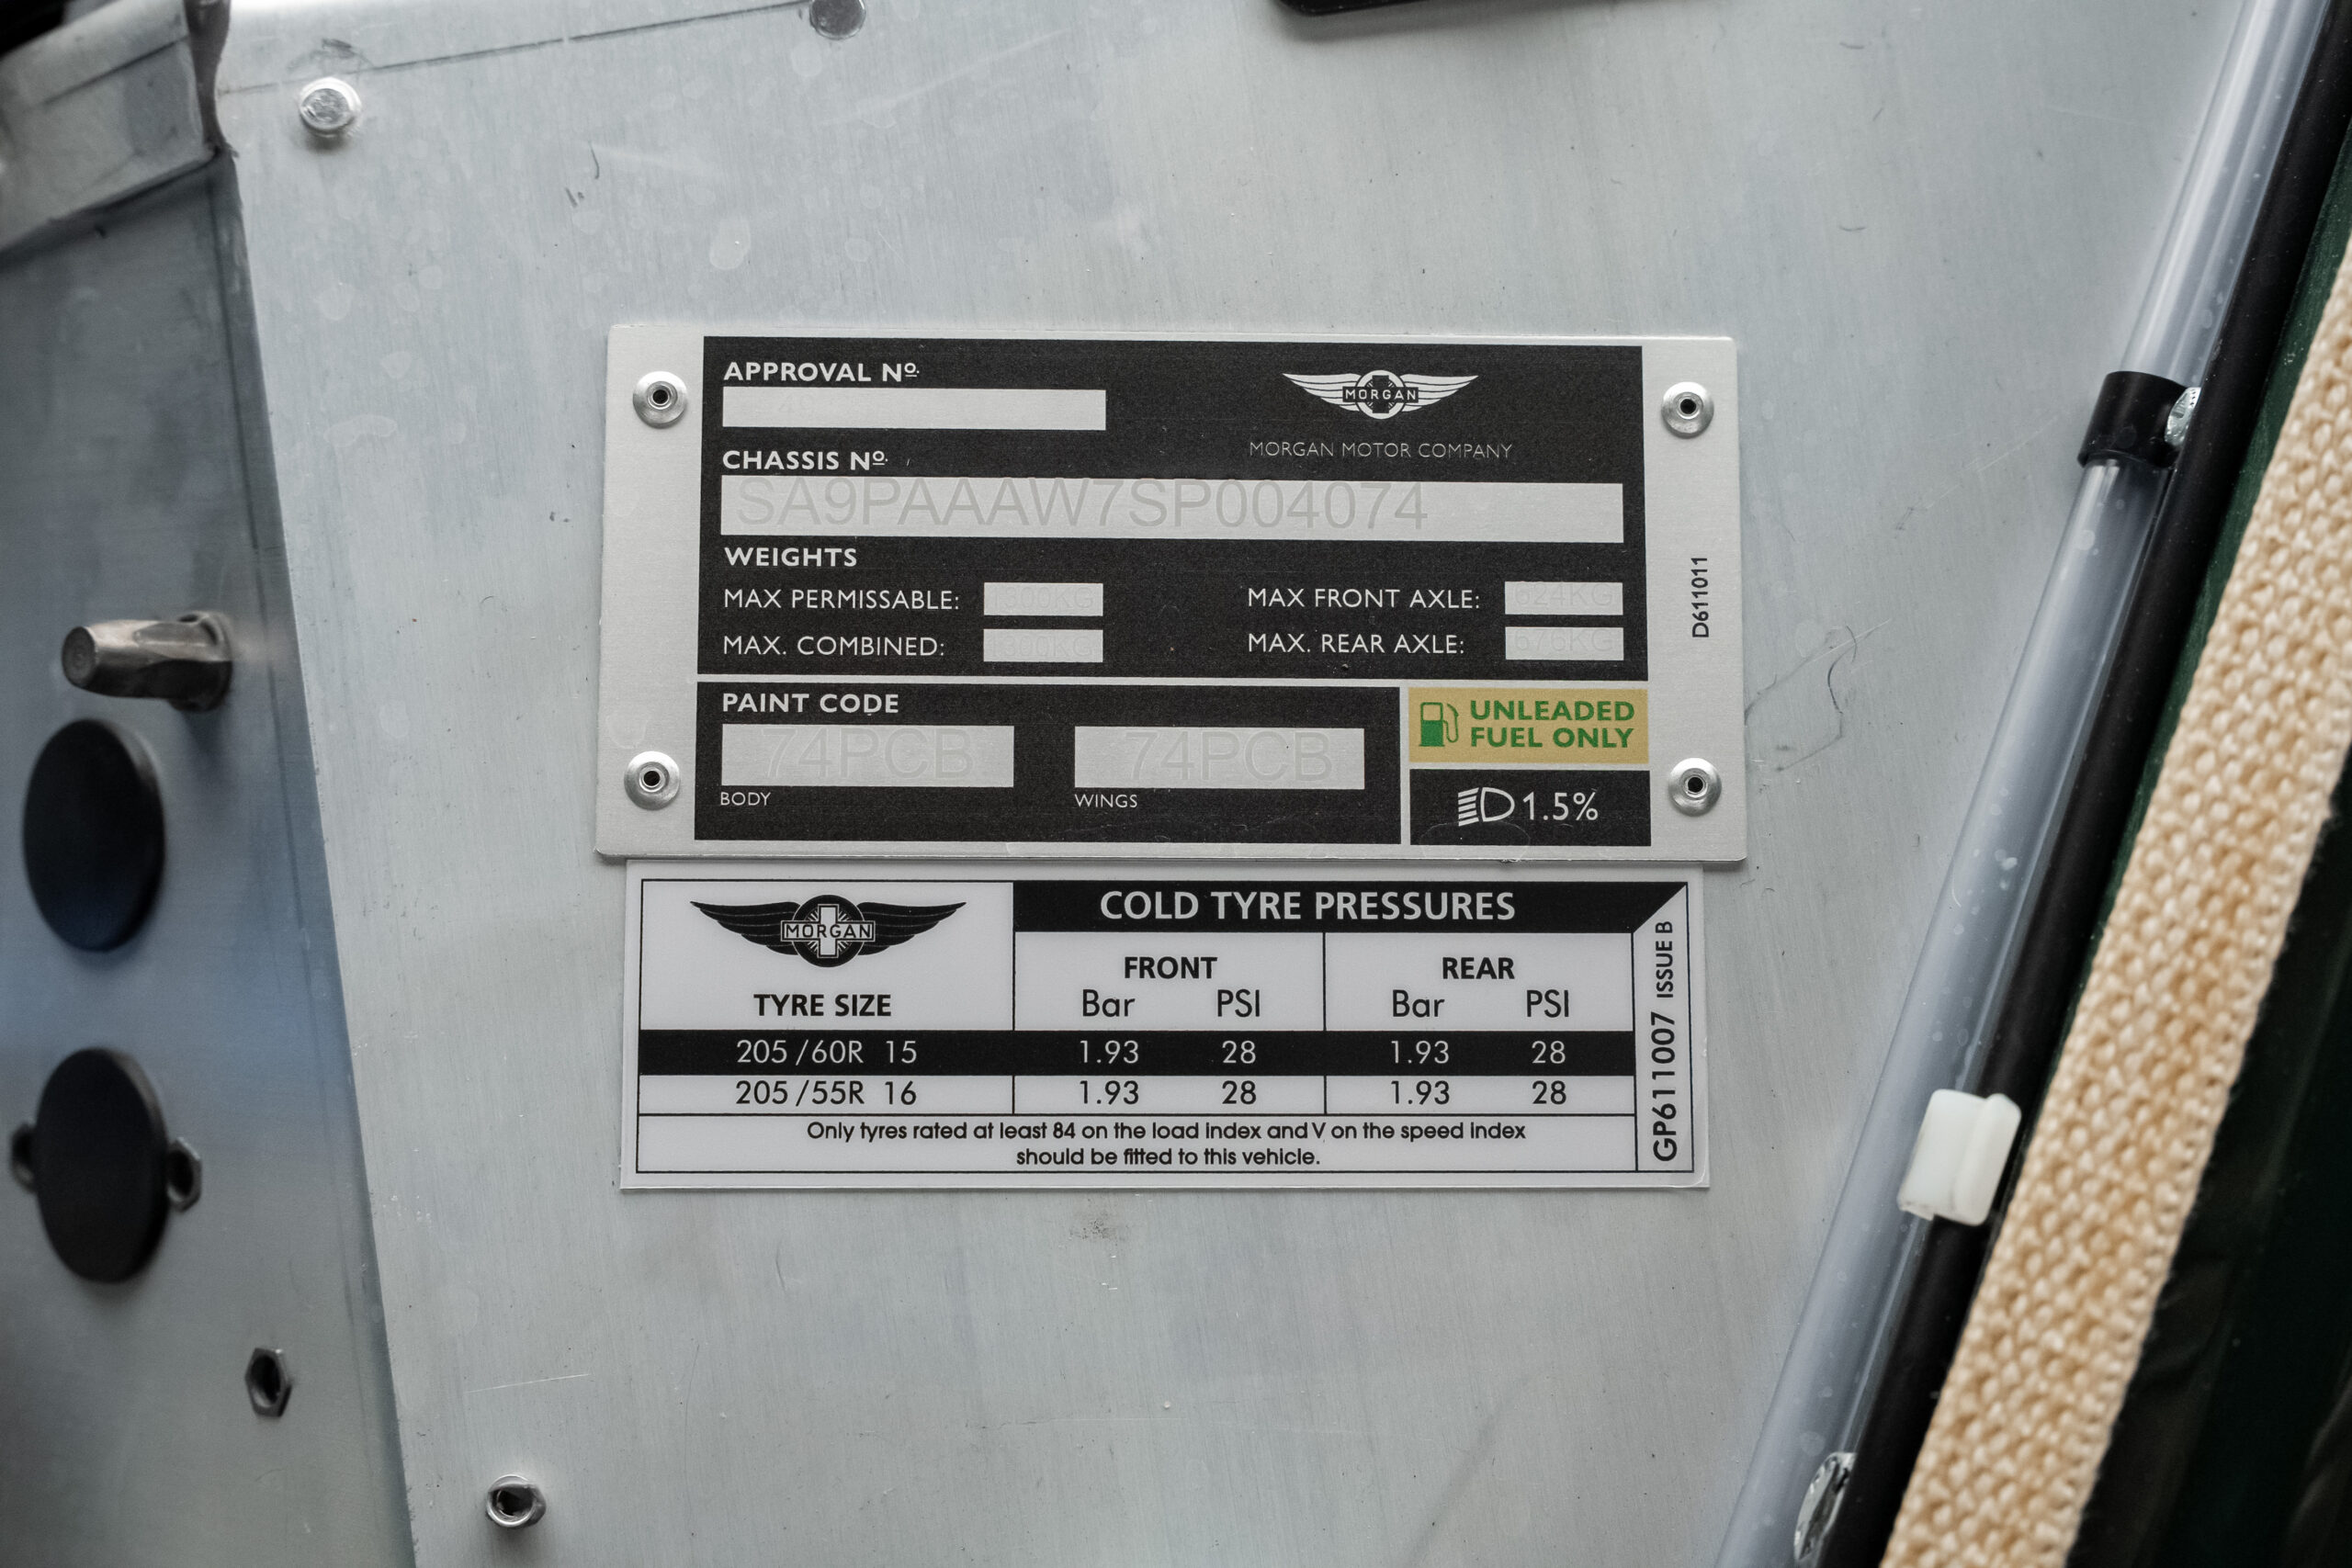 APPROVAL Nº.
MORGAN
MORGAN MOTOR COMPANY
CHASSIS Nº.
SA9PAAAW7SP004074
WEIGHTS
MAX PERMISSABLE:
MAX FRONT AXLE: 624KG
MAX. COMBINED:
MAX. REAR AXLE: 676KG
D611011
PAINT CODE
74PCB 74PCB
BODY WINGS
UNLEADED
FUEL ONLY
1.5%
MORGAN
COLD TYRE PRESSURES
FRONT REAR
TYRE SIZE Bar PSI Bar PSI
205/60R 15 1.93 28 1.93 28
205/55R 16 1.93 28 1.93 28
Only tyres rated at least 84 on the load index and V on the speed index
should be fitted to this vehicle.
GP611007 ISSUE B